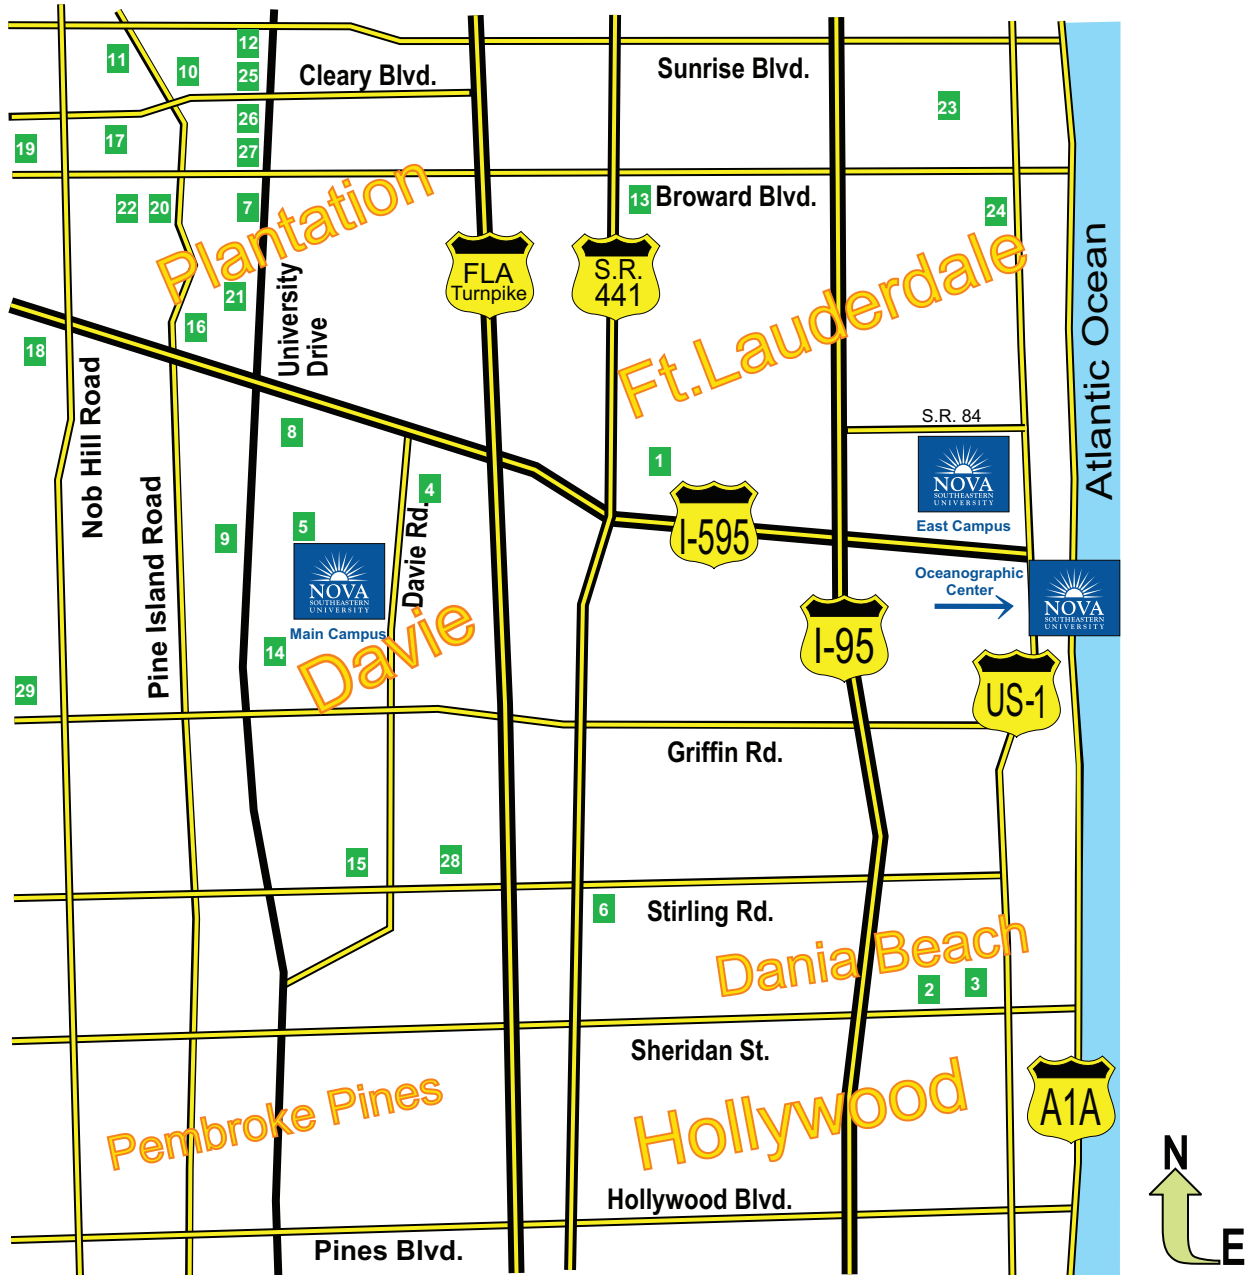 12
11
10
25
Cleary Blvd.
Sunrise Blvd.
23
26
17
19
27
Plantation
22
20
7
13
Broward Blvd.
24
FLA
Turnpike
S.R.
441
Ft.Lauderdale
Atlantic Ocean
21
University
Drive
16
18
Nob Hill Road
8
S.R. 84
1
4
NOVA
SOUTHEASTERN
UNIVERSITY
East Campus
Pine Island Road
9
5
Davie Rd.
I-595
NOVA
SOUTHEASTERN
UNIVERSITY
Main Campus
Oceanographic
Center
NOVA
SOUTHEASTERN
UNIVERSITY
14
Davie
I-95
29
US-1
Griffin Rd.
15
28
6
Stirling Rd.
Dania Beach
2
3
Sheridan St.
Pembroke Pines
Hollywood
A1A
N
Hollywood Blvd.
Pines Blvd.
E